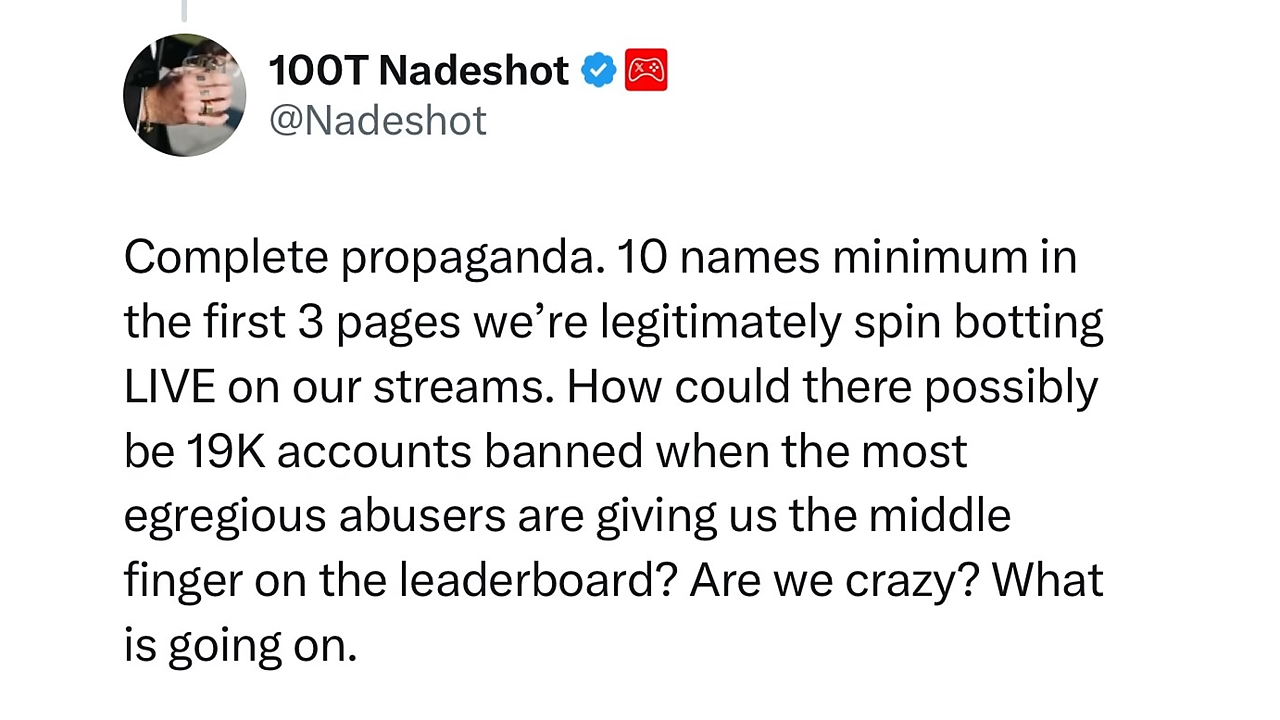 100T Nadeshot
@Nadeshot
Complete propaganda. 10 names minimum in
the first 3 pages we’re legitimately spin botting
LIVE on our streams. How could there possibly
be 19K accounts banned when the most
egregious abusers are giving us the middle
finger on the leaderboard? Are we crazy? What
is going on.